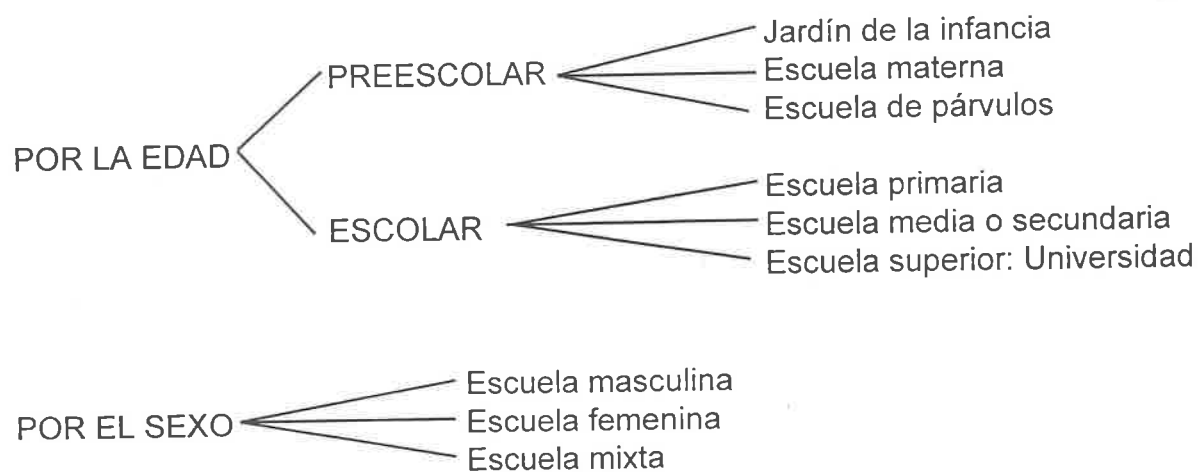 Jardín de la infancia
PREESCOLAR
Escuela materna
Escuela de párvulos
POR LA EDAD
Escuela primaria
ESCOLAR
Escuela media o secundaria
Escuela superior: Universidad
Escuela masculina
POR EL SEXO
Escuela femenina
Escuela mixta